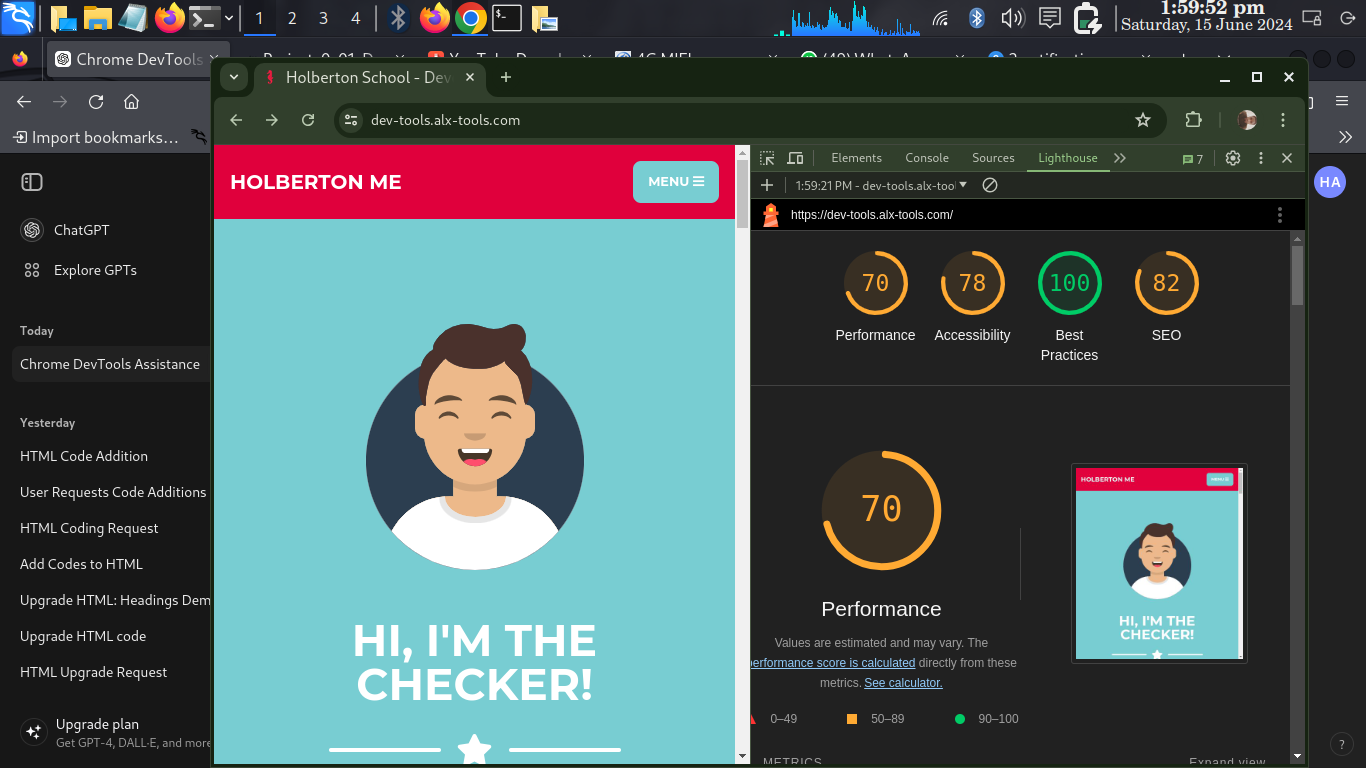 1 2 3 4
1:59:52 pm
Saturday, 15 June 2024
Chrome DevTools
Holberton School - Dev
dev-tools.alx-tools.com
Import bookmarks…
HOLBERTON ME
MENU
HI, I'M THE
CHECKER!
ChatGPT
Explore GPTs
Today
Chrome DevTools Assistance
Yesterday
HTML Code Addition
User Requests Code Additions
HTML Coding Request
Add Codes to HTML
Upgrade HTML: Headings Dem
Upgrade HTML code
HTML Upgrade Request
Upgrade plan
Get GPT-4, DALL·E, and more
Elements Console Sources Lighthouse 7
1:59:21 PM - dev-tools.alx-tool
https://dev-tools.alx-tools.com/
70 78 100 82
Performance Accessibility Best Practices SEO
70
Performance
Values are estimated and may vary. The
performance score is calculated directly from these
metrics. See calculator.
0–49 50–89 90–100
METRICS Expand view
HOLBERTON ME
HI, I'M THE
CHECKER!
HA
?